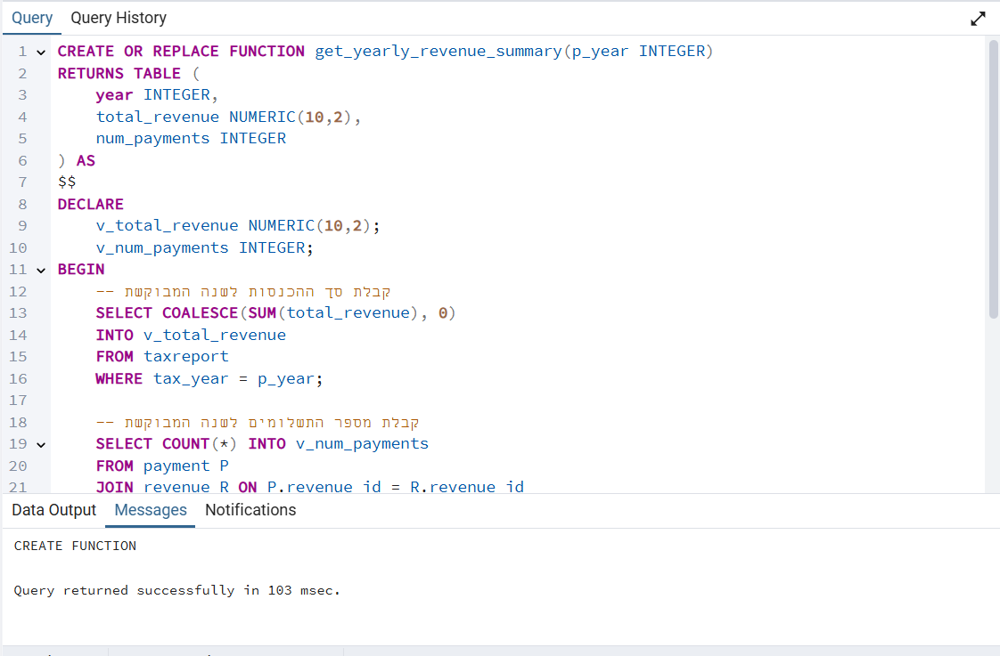 Query Query History
1 CREATE OR REPLACE FUNCTION get_yearly_revenue_summary(p_year INTEGER)
2 RETURNS TABLE (
3 year INTEGER,
4 total_revenue NUMERIC(10,2),
5 num_payments INTEGER
6 ) AS
7 $$
8 DECLARE
9 v_total_revenue NUMERIC(10,2);
10 v_num_payments INTEGER;
11 BEGIN
12 -- קבלת סך ההכנסות לשנה המבוקשת
13 SELECT COALESCE(SUM(total_revenue), 0)
14 INTO v_total_revenue
15 FROM taxreport
16 WHERE tax_year = p_year;
17
18 -- קבלת מספר התשלומים לשנה המבוקשת
19 SELECT COUNT(*) INTO v_num_payments
20 FROM payment P
21 JOIN revenue R ON P.revenue_id = R.revenue_id
Data Output Messages Notifications
CREATE FUNCTION
Query returned successfully in 103 msec.